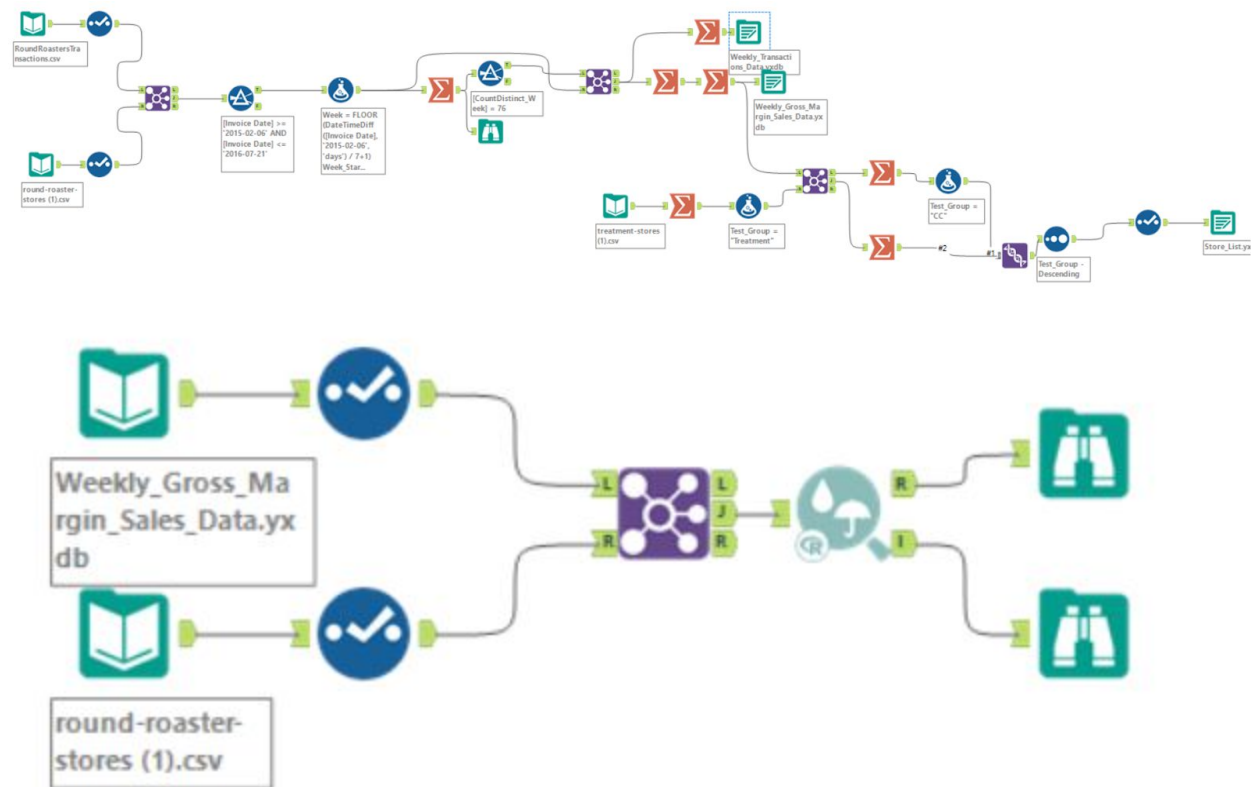 RoundRoastersTra
nsactions.csv
round-roaster-
stores (1).csv
[Invoice Date] >=
'2015-02-06' AND
[Invoice Date] <=
'2016-07-21'
Week = FLOOR
(DateTimeDiff
([Invoice Date],
'2015-02-06',
'days') / 7+1)
Week_Star...
[CountDistinct_W
eek] = 76
Weekly_Transacti
ons_Data.yxdb
Weekly_Gross_Ma
rgin_Sales_Data.yx
db
treatment-stores
(1).csv
Test_Group =
"Treatment"
Test_Group =
"CC"
#2
#1
Test_Group -
Descending
Store_List.yx
Weekly_Gross_Ma
rgin_Sales_Data.yx
db
round-roaster-
stores (1).csv
L
R
L
J
R
R
R
I